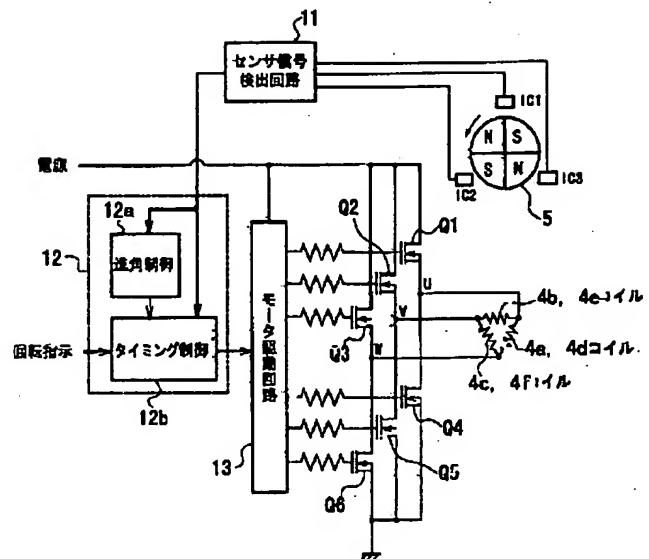 11
センサ信号
検出回路
IC1
N S
S N
IC2
IC3
5
電源
12a
12
進角制御
回転指示
タイミング制御
12b
モータ駆動回路
13
Q2
Q1
U
V
Q3
W
4b, 4eコイル
4a, 4dコイル
4c, 4fコイル
Q4
Q5
Q6